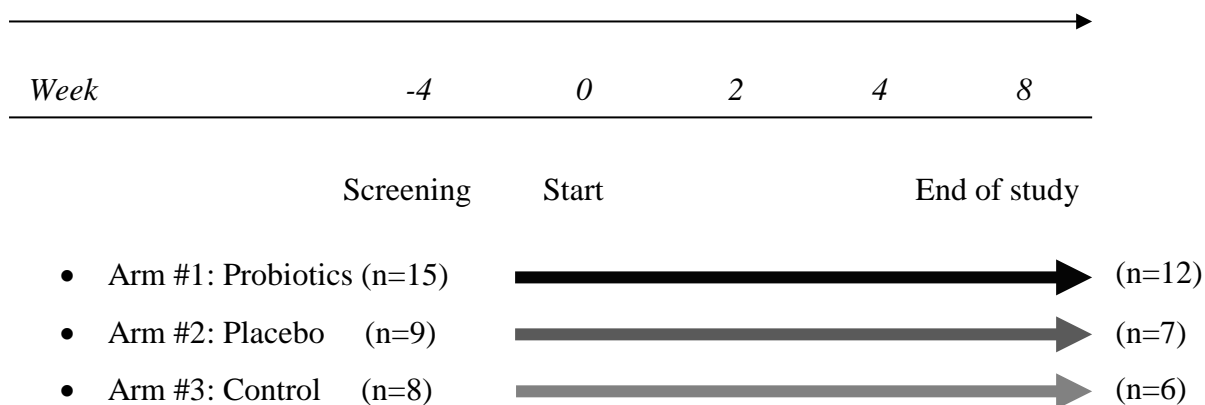 Week -4 0 2 4 8
Screening Start End of study
• Arm #1: Probiotics (n=15) (n=12)
• Arm #2: Placebo (n=9) (n=7)
• Arm #3: Control (n=8) (n=6)